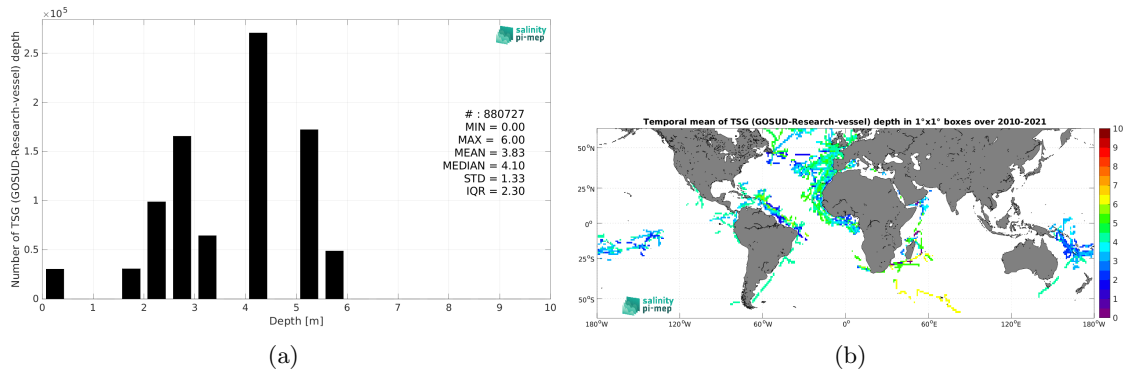 ×10⁵
salinity
pi-mep
Number of TSG (GOSUD-Research-vessel) depth
2.5
2
1.5
1
0.5
0
# : 880727
MIN = 0.00
MAX = 6.00
MEAN = 3.83
MEDIAN = 4.10
STD = 1.33
IQR = 2.30
0 1 2 3 4 5 6 7 8 9 10
Depth [m]
(a)
Temporal mean of TSG (GOSUD-Research-vessel) depth in 1°x1° boxes over 2010-2021
50°N
25°N
0°
25°S
50°S
180°W 120°W 60°W 0° 60°E 120°E 180°E
salinity
pi-mep
10
9
8
7
6
5
4
3
2
1
0
(b)